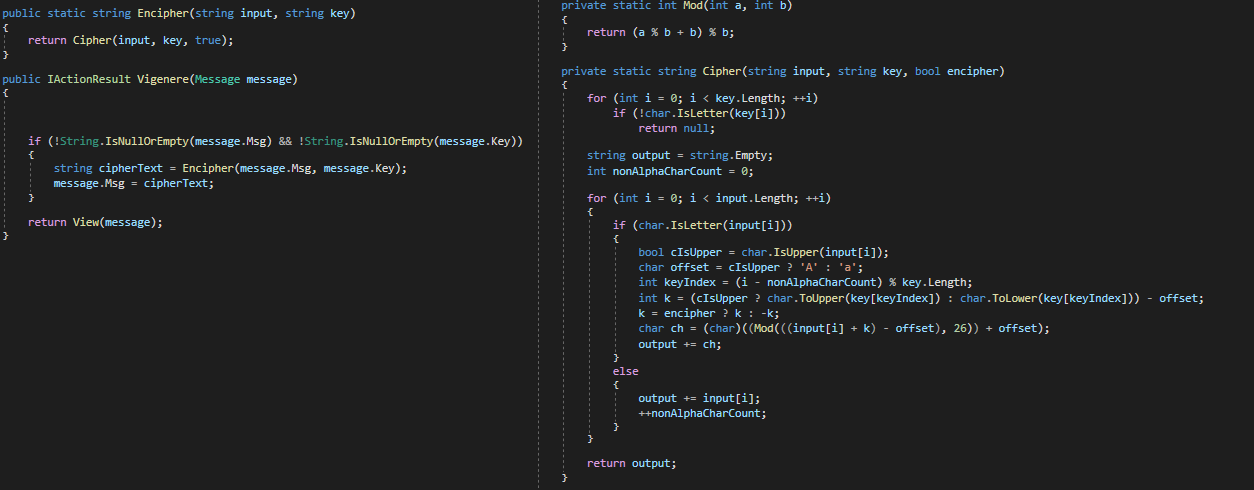 public static string Encipher(string input, string key)
{
    return Cipher(input, key, true);
}
public IActionResult Vigenere(Message message)
{
    if (!String.IsNullOrEmpty(message.Msg) && !String.IsNullOrEmpty(message.Key))
    {
        string cipherText = Encipher(message.Msg, message.Key);
        message.Msg = cipherText;
    }
    return View(message);
}
private static int Mod(int a, int b)
{
    return (a % b + b) % b;
}
private static string Cipher(string input, string key, bool encipher)
{
    for (int i = 0; i < key.Length; ++i)
        if (!char.IsLetter(key[i]))
            return null;
    string output = string.Empty;
    int nonAlphaCharCount = 0;
    for (int i = 0; i < input.Length; ++i)
    {
        if (char.IsLetter(input[i]))
        {
            bool cIsUpper = char.IsUpper(input[i]);
            char offset = cIsUpper ? 'A' : 'a';
            int keyIndex = (i - nonAlphaCharCount) % key.Length;
            int k = (cIsUpper ? char.ToUpper(key[keyIndex]) : char.ToLower(key[keyIndex])) - offset;
            k = encipher ? k : -k;
            char ch = (char)((Mod(((input[i] + k) - offset), 26)) + offset);
            output += ch;
        }
        else
        {
            output += input[i];
            ++nonAlphaCharCount;
        }
    }
    return output;
}